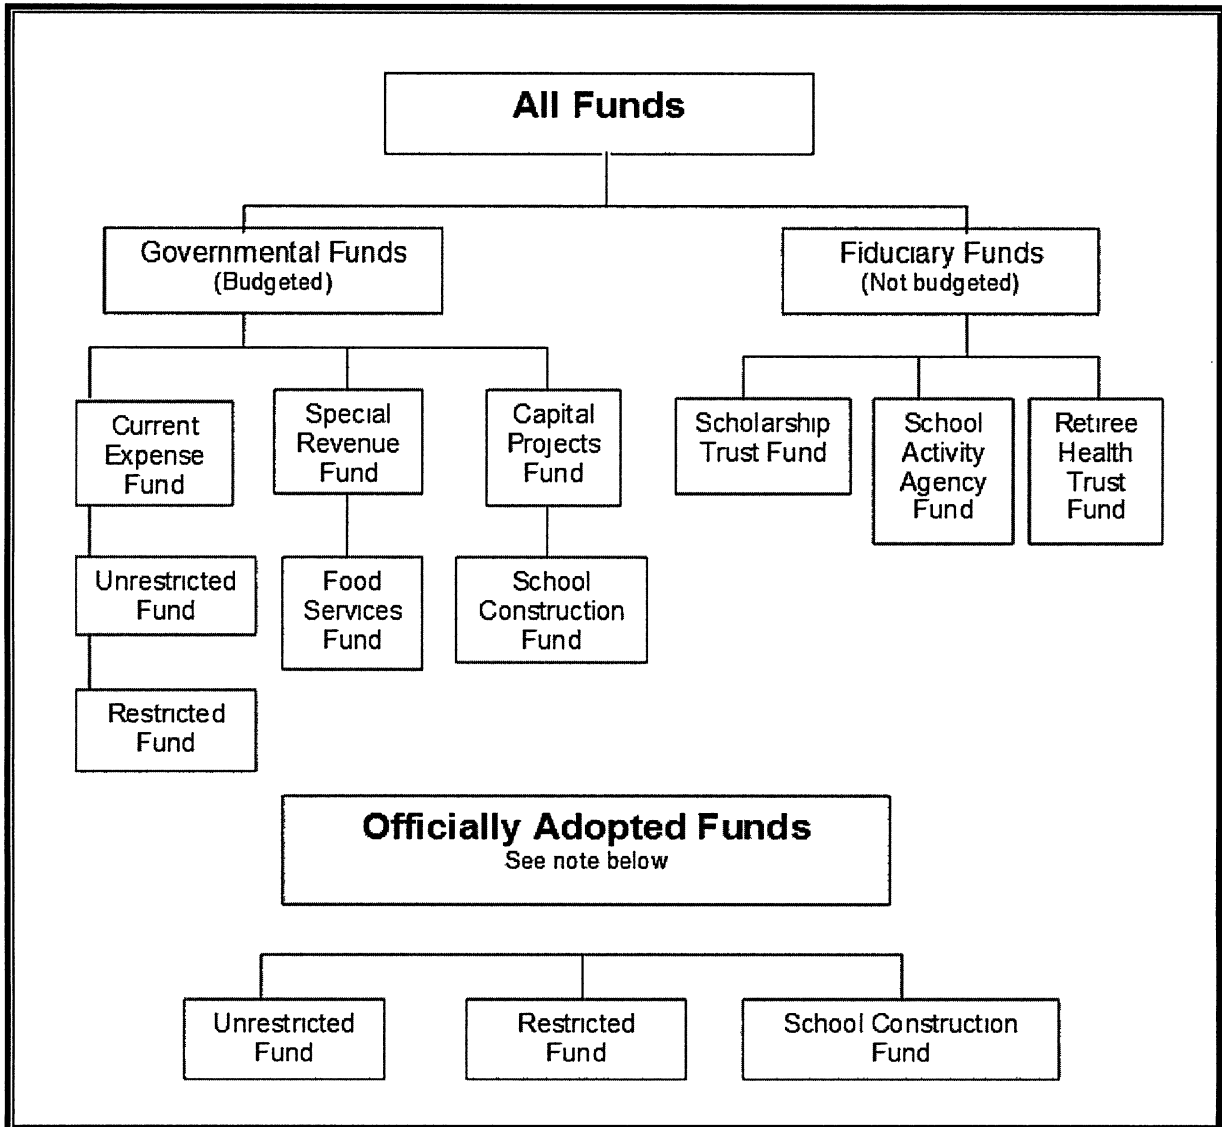 All Funds
Governmental Funds
(Budgeted)
Fiduciary Funds
(Not budgeted)
Current
Expense
Fund
Special
Revenue
Fund
Capital
Projects
Fund
Scholarship
Trust Fund
School
Activity
Agency
Fund
Retiree
Health
Trust
Fund
Unrestricted
Fund
Food
Services
Fund
School
Construction
Fund
Restricted
Fund
Officially Adopted Funds
See note below
Unrestricted
Fund
Restricted
Fund
School Construction
Fund